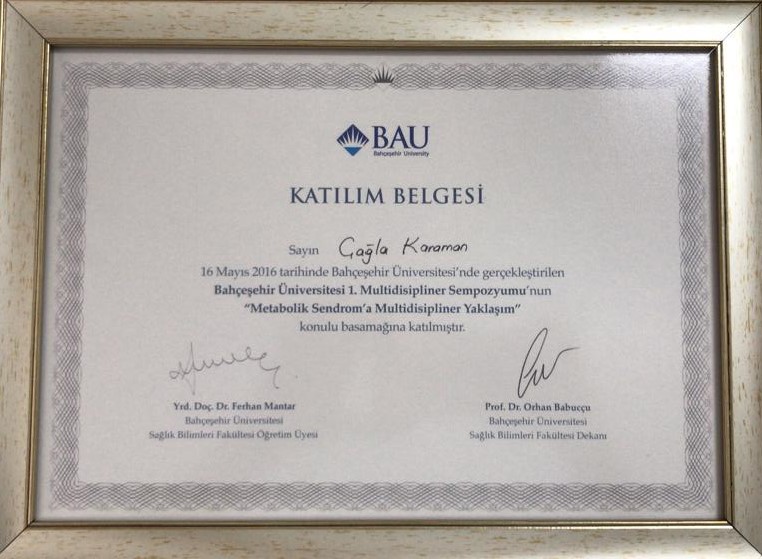 BAU
Bahçeşehir University
KATILIM BELGESİ
Sayın Çağla Karaman
16 Mayıs 2016 tarihinde Bahçeşehir Üniversitesi'nde gerçekleştirilen
Bahçeşehir Üniversitesi 1. Multidisipliner Sempozyumu'nun
"Metabolik Sendrom'a Multidisipliner Yaklaşım"
konulu basamağına katılmıştır.
Yrd. Doç. Dr. Ferhan Mantar
Bahçeşehir Üniversitesi
Sağlık Bilimleri Fakültesi Öğretim Üyesi
Prof. Dr. Orhan Babuccu
Bahçeşehir Üniversitesi
Sağlık Bilimleri Fakültesi Dekanı